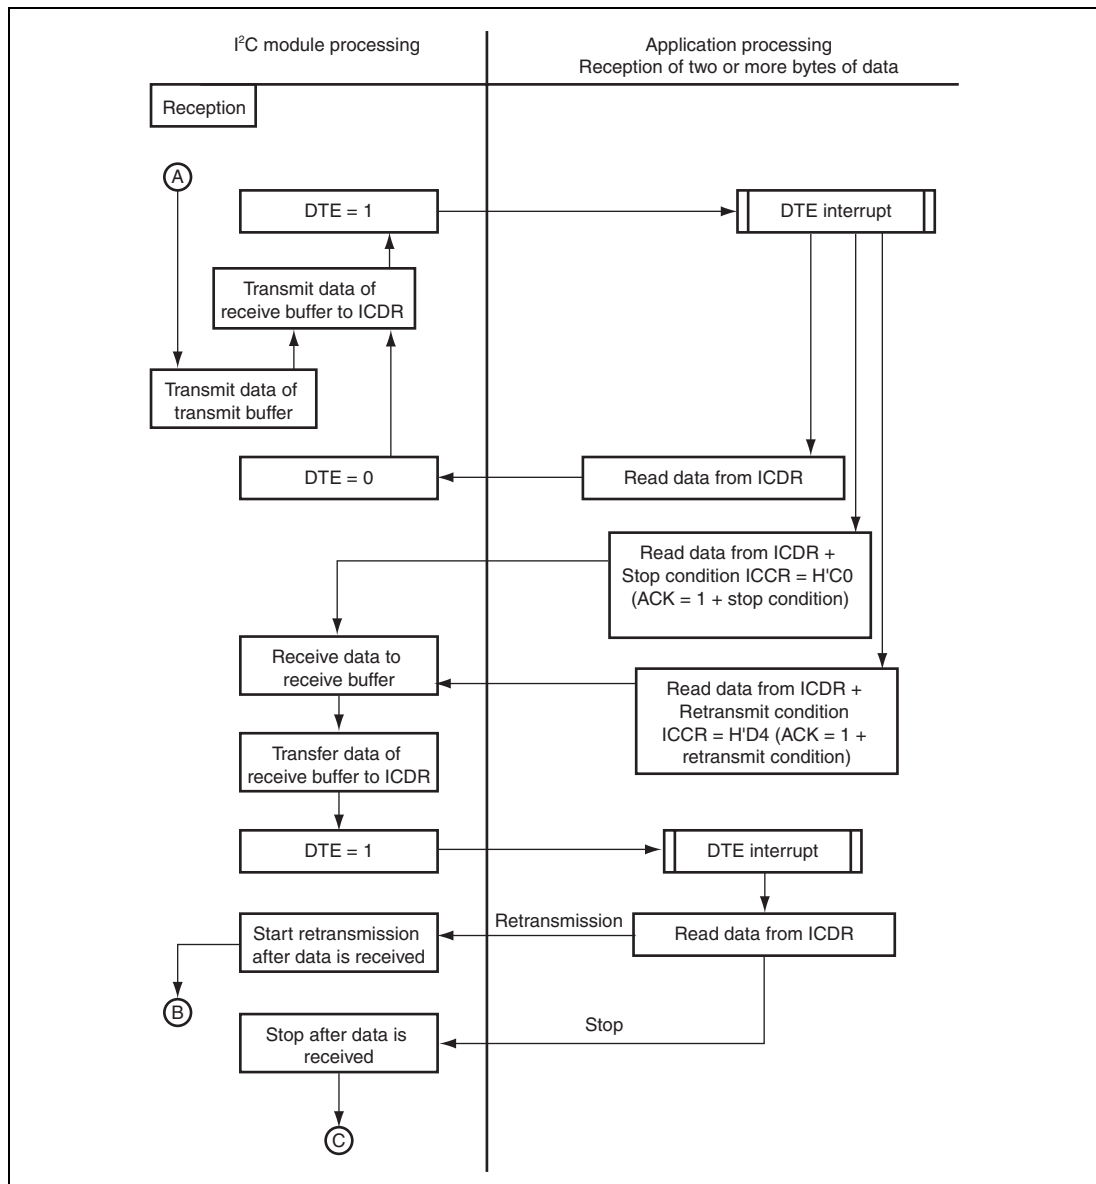 I²C module processing
Application processing
Reception of two or more bytes of data
Reception
A
DTE = 1
DTE interrupt
Transmit data of
receive buffer to ICDR
Transmit data of
transmit buffer
DTE = 0
Read data from ICDR
Read data from ICDR +
Stop condition ICCR = H'C0
(ACK = 1 + stop condition)
Receive data to
receive buffer
Read data from ICDR +
Retransmit condition
ICCR = H'D4 (ACK = 1 +
retransmit condition)
Transfer data of
receive buffer to ICDR
DTE = 1
DTE interrupt
Retransmission
Start retransmission
after data is received
Read data from ICDR
B
Stop
Stop after data is
received
C